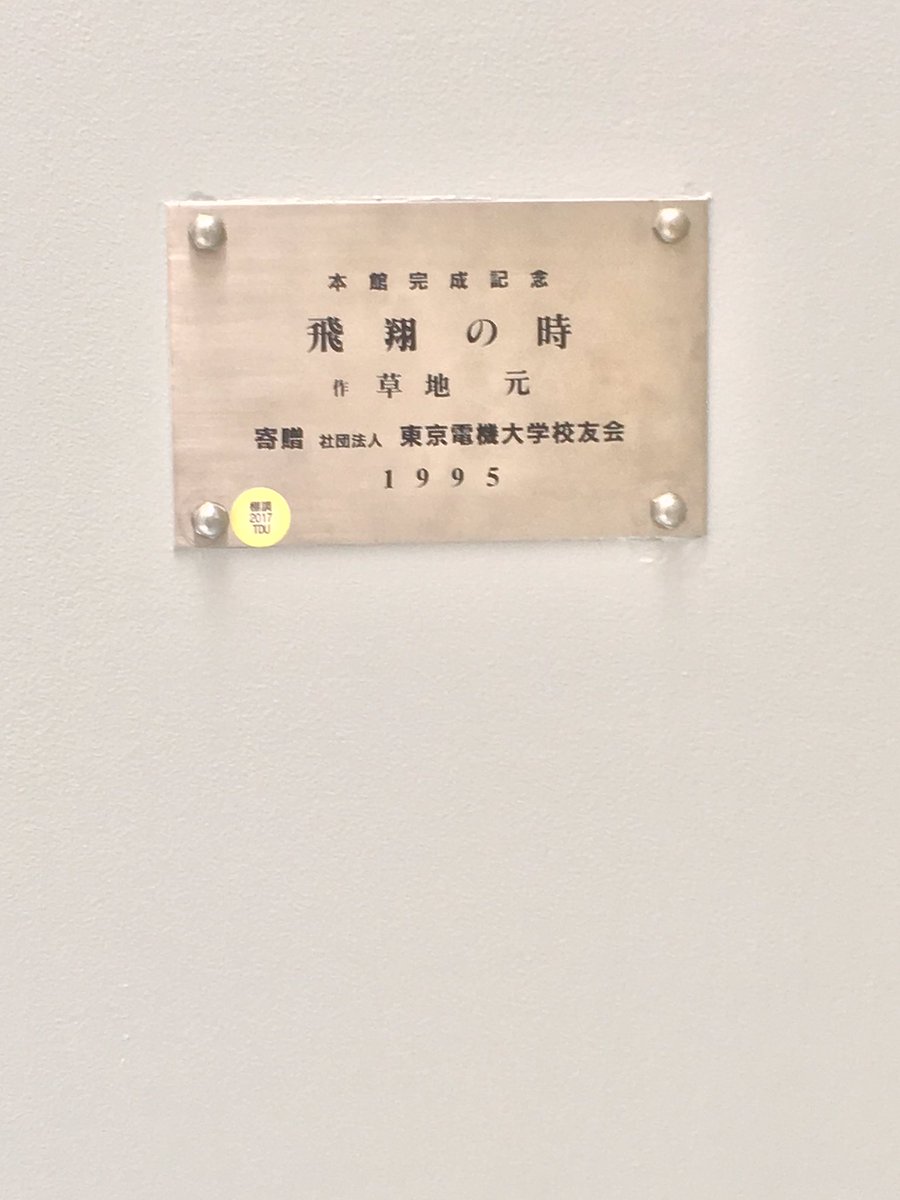 本館完成記念
飛翔の時
作 草地 元
寄贈 社団法人 東京電機大学校友会
1995
棚調
2017
TDU